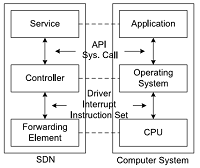 Service
Application
API
Sys. Call
Controller
Operating
System
Driver
Interrupt
Instruction Set
Forwarding
Element
CPU
SDN
Computer System